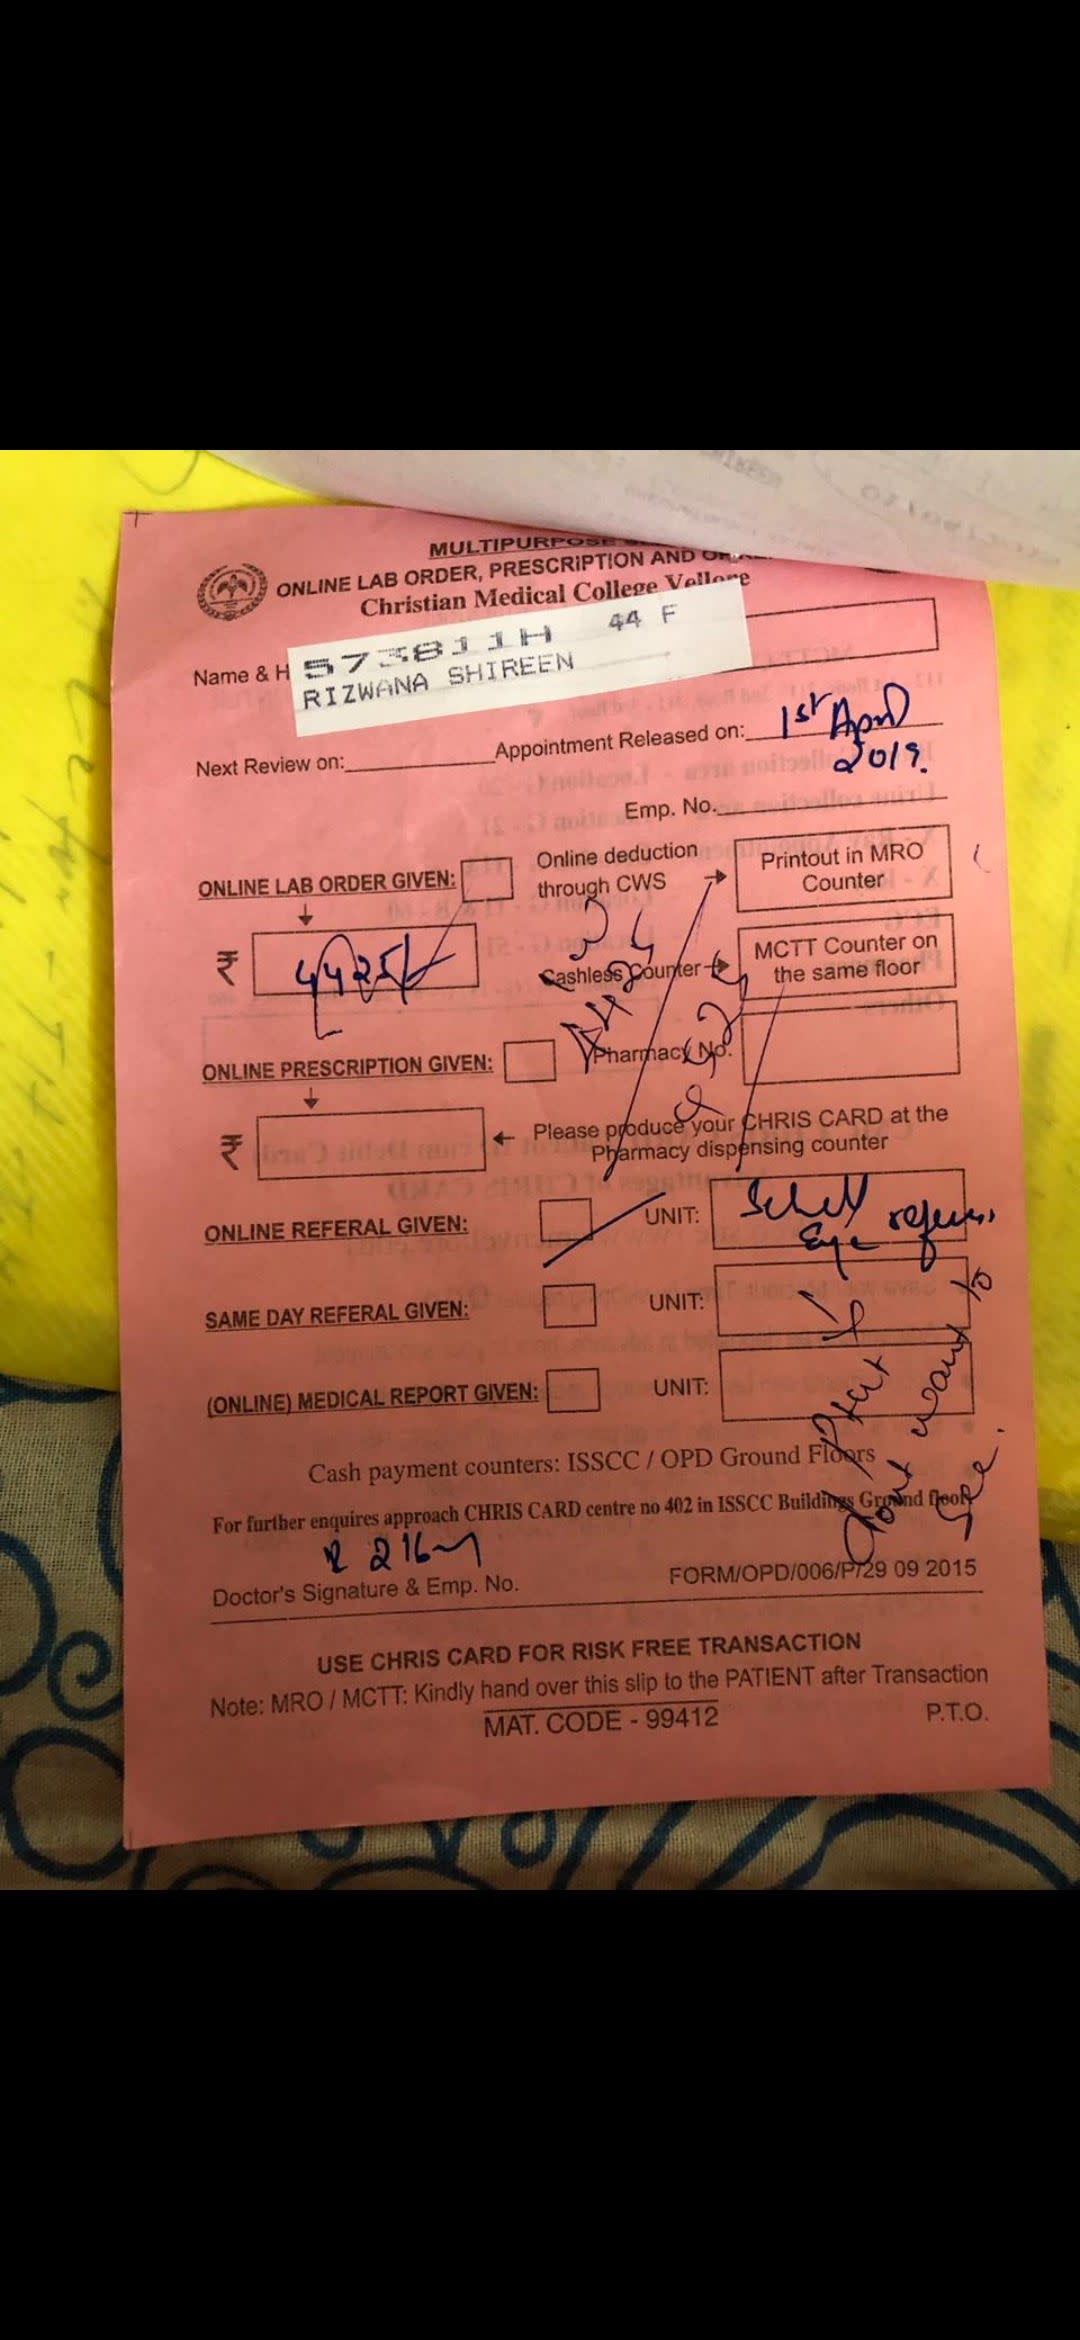 MULTIPURPOSE
ONLINE LAB ORDER, PRESCRIPTION AND
Christian Medical College Vellore
573811H 44 F
RIZWANA SHIREEN
Name & H
Next Review on: Appointment Released on: 1st April
2019.
Emp. No.
ONLINE LAB ORDER GIVEN: Online deduction through CWS → Printout in MRO Counter
₹ 4425/-
Cashless Counter → MCTT Counter on the same floor
ONLINE PRESCRIPTION GIVEN: Pharmacy No.
₹ ← Please produce your CHRIS CARD at the
Pharmacy dispensing counter
ONLINE REFERAL GIVEN: UNIT: Schell
Eye
SAME DAY REFERAL GIVEN: UNIT:
(ONLINE) MEDICAL REPORT GIVEN: UNIT:
dont want to
see.
Cash payment counters: ISSCC / OPD Ground Floors
For further enquires approach CHRIS CARD centre no 402 in ISSCC Buildings Ground floor
Doctor's Signature & Emp. No. FORM/OPD/006/P/29 09 2015
USE CHRIS CARD FOR RISK FREE TRANSACTION
Note: MRO / MCTT: Kindly hand over this slip to the PATIENT after Transaction
MAT. CODE - 99412 P.T.O.